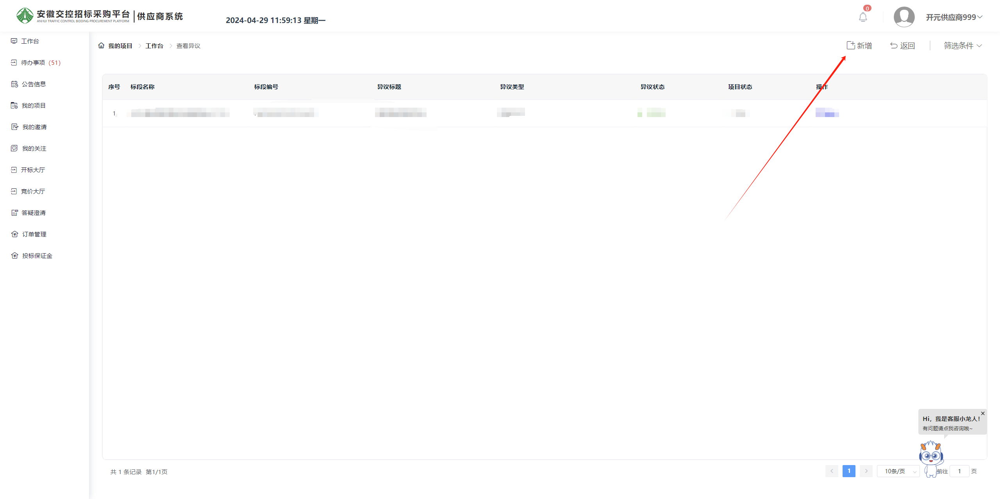 安徽交控招标采购平台
ANHUI TRAFFIC CONTROL BIDDING PROCUREMENT PLATFORM
供应商系统
2024-04-29 11:59:13 星期一
0
开元供应商999
工作台
待办事项（51）
公告信息
我的项目
我的邀请
我的关注
开标大厅
竞价大厅
答疑澄清
订单管理
投标保证金
我的项目 > 工作台 > 查看异议
新增
返回
筛选条件
序号 标段名称 标段编号 异议标题 异议类型 异议状态 项目状态 操作
1
Hi，我是客服小龙人！
有问题请点我咨询哦~
共 1 条记录 第1/1页
1
10条/页
前往 1 页